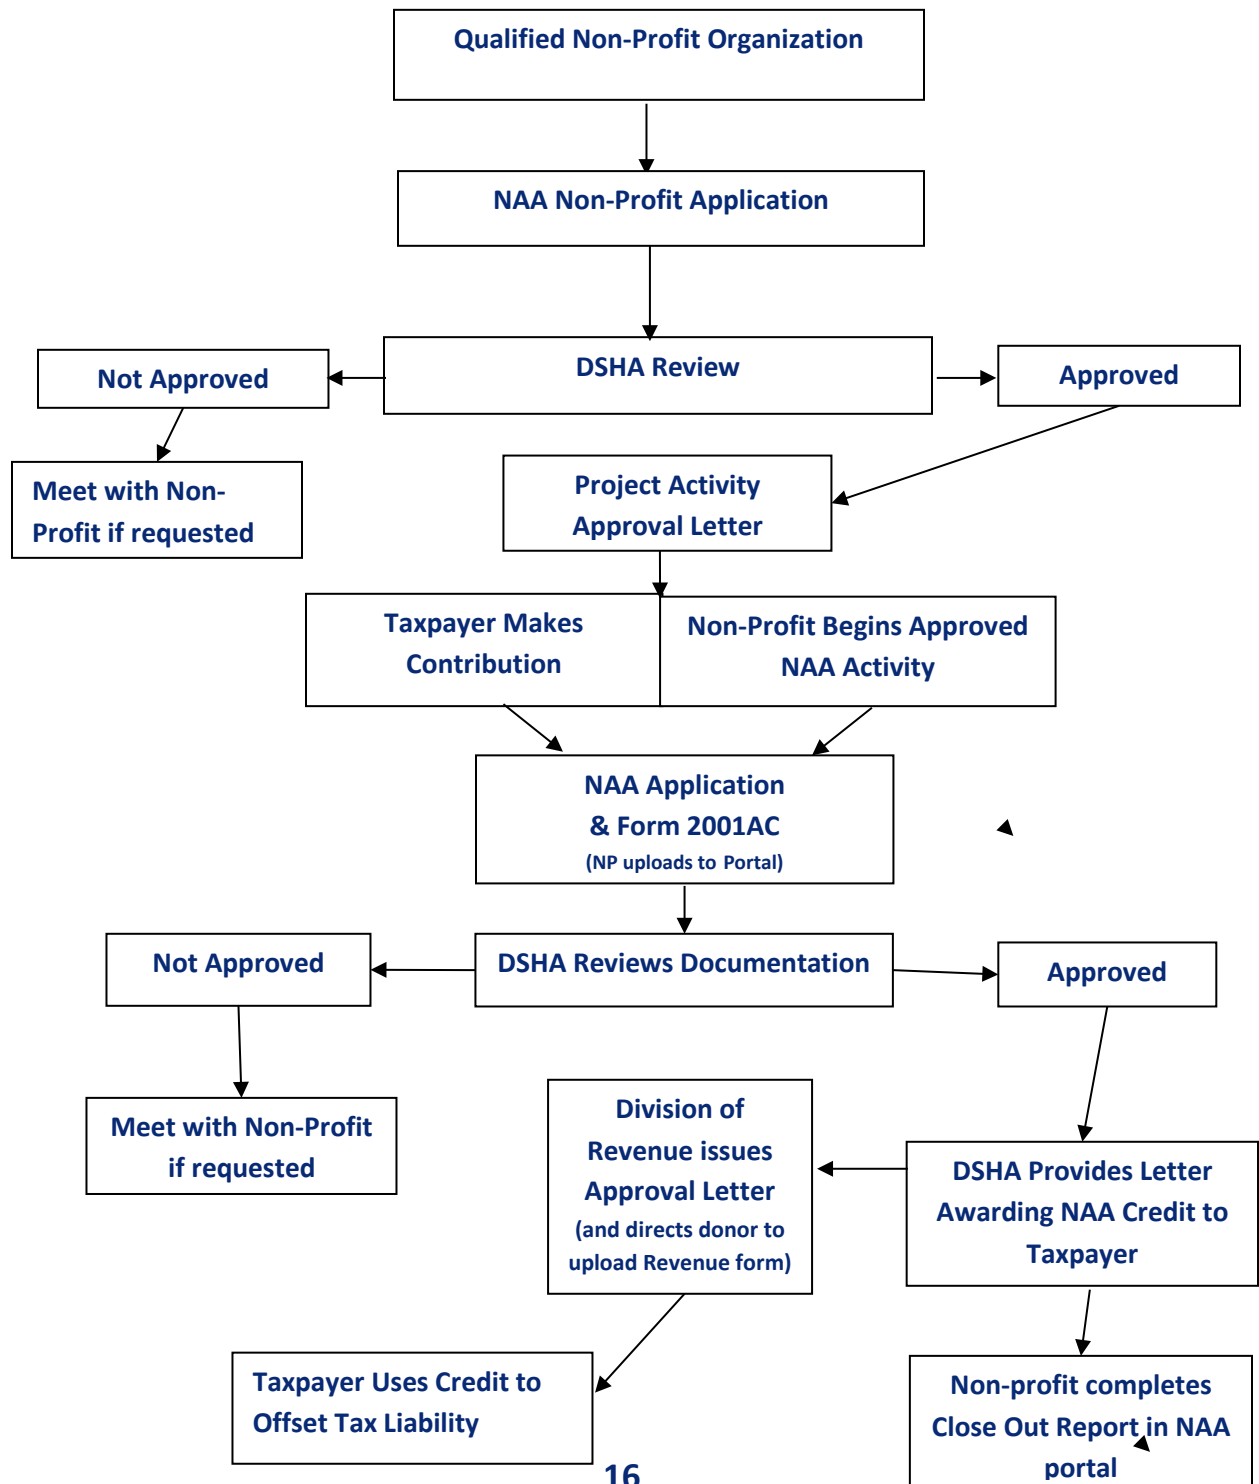 Qualified Non-Profit Organization
NAA Non-Profit Application
DSHA Review
Not Approved
Approved
Meet with Non-
Profit if requested
Project Activity
Approval Letter
Taxpayer Makes
Contribution
Non-Profit Begins Approved
NAA Activity
NAA Application
& Form 2001AC
(NP uploads to Portal)
Not Approved
DSHA Reviews Documentation
Approved
Meet with Non-Profit
if requested
Division of
Revenue issues
Approval Letter
(and directs donor to
upload Revenue form)
DSHA Provides Letter
Awarding NAA Credit to
Taxpayer
Taxpayer Uses Credit to
Offset Tax Liability
Non-profit completes
Close Out Report in NAA
portal
16